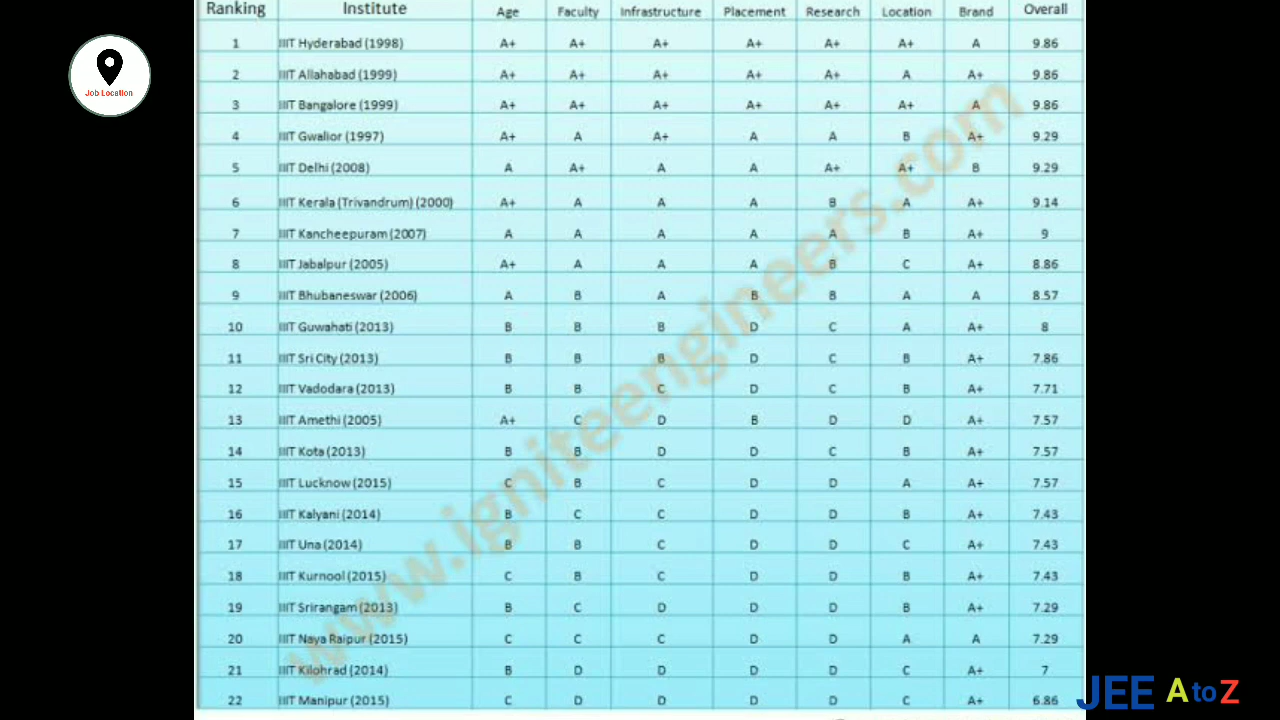 Ranking Institute Age Faculty Infrastructure Placement Research Location Brand Overall
1 IIIT Hyderabad (1998) A+ A+ A+ A+ A+ A+ A 9.86
2 IIIT Allahabad (1999) A+ A+ A+ A+ A+ A A+ 9.86
3 IIIT Bangalore (1999) A+ A+ A+ A+ A+ A+ A 9.86
4 IIIT Gwalior (1997) A+ A A+ A A B A+ 9.29
5 IIIT Delhi (2008) A A+ A A A+ A+ B 9.29
6 IIIT Kerala (Trivandrum) (2000) A+ A A A B A A+ 9.14
7 IIIT Kancheepuram (2007) A A A A A B A+ 9
8 IIIT Jabalpur (2005) A+ A A A B C A+ 8.86
9 IIIT Bhubaneswar (2006) A B A B B A A 8.57
10 IIIT Guwahati (2013) B B B D C A A+ 8
11 IIIT Sri City (2013) B B B D C B A+ 7.86
12 IIIT Vadodara (2013) B B C D C B A+ 7.71
13 IIIT Amethi (2005) A+ C D B D D A+ 7.57
14 IIIT Kota (2013) B B D D C B A+ 7.57
15 IIIT Lucknow (2015) C B C D D A A+ 7.57
16 IIIT Kalyani (2014) B C C D D B A+ 7.43
17 IIIT Una (2014) B B C D D C A+ 7.43
18 IIIT Kurnool (2015) C B C D D B A+ 7.43
19 IIIT Srirangam (2013) B C D D D B A+ 7.29
20 IIIT Naya Raipur (2015) C C C D D A A 7.29
21 IIIT Kilohrad (2014) B D D D D C A+ 7
22 IIIT Manipur (2015) C D D D D C A+ 6.86
Job Location
www.igniteengineers.com
JEE A to Z